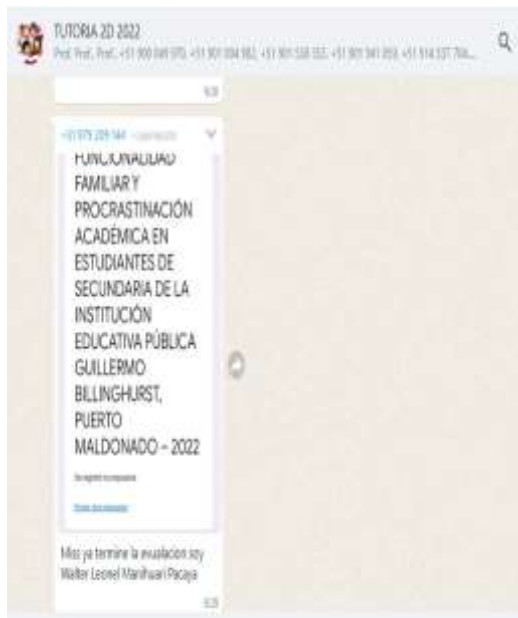 TUTORIA 2D 2022
FUNCIONALIDAD
FAMILIAR Y
PROCRASTINACIÓN
ACADÉMICA EN
ESTUDIANTES DE
SECUNDARIA DE LA
INSTITUCIÓN
EDUCATIVA PÚBLICA
GUILLERMO
BILLINGHURST,
PUERTO
MALDONADO – 2022
Miss ya termine la evualacion soy
Walter Leonel Manihuari Pacaya